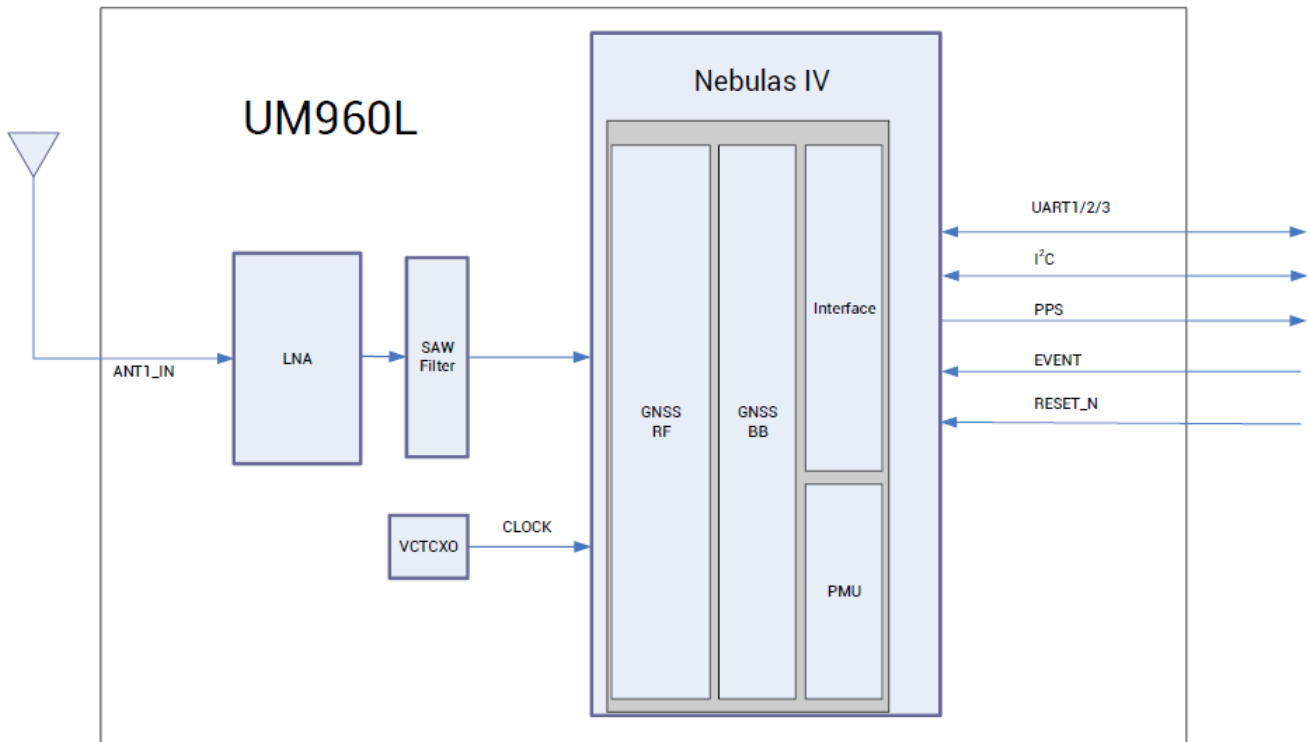 UM960L
Nebulas IV
ANT1_IN
LNA
SAW
Filter
VCTCXO
CLOCK
GNSS
RF
GNSS
BB
Interface
PMU
UART1/2/3
I²C
PPS
EVENT
RESET_N